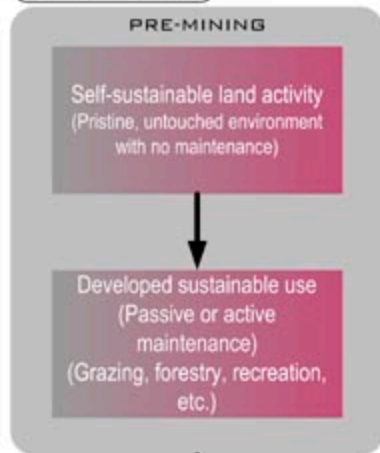 PRE-MINING
Self-sustainable land activity
(Pristine, untouched environment
with no maintenance)
Developed sustainable use
(Passive or active
maintenance)
(Grazing, forestry, recreation,
etc.)